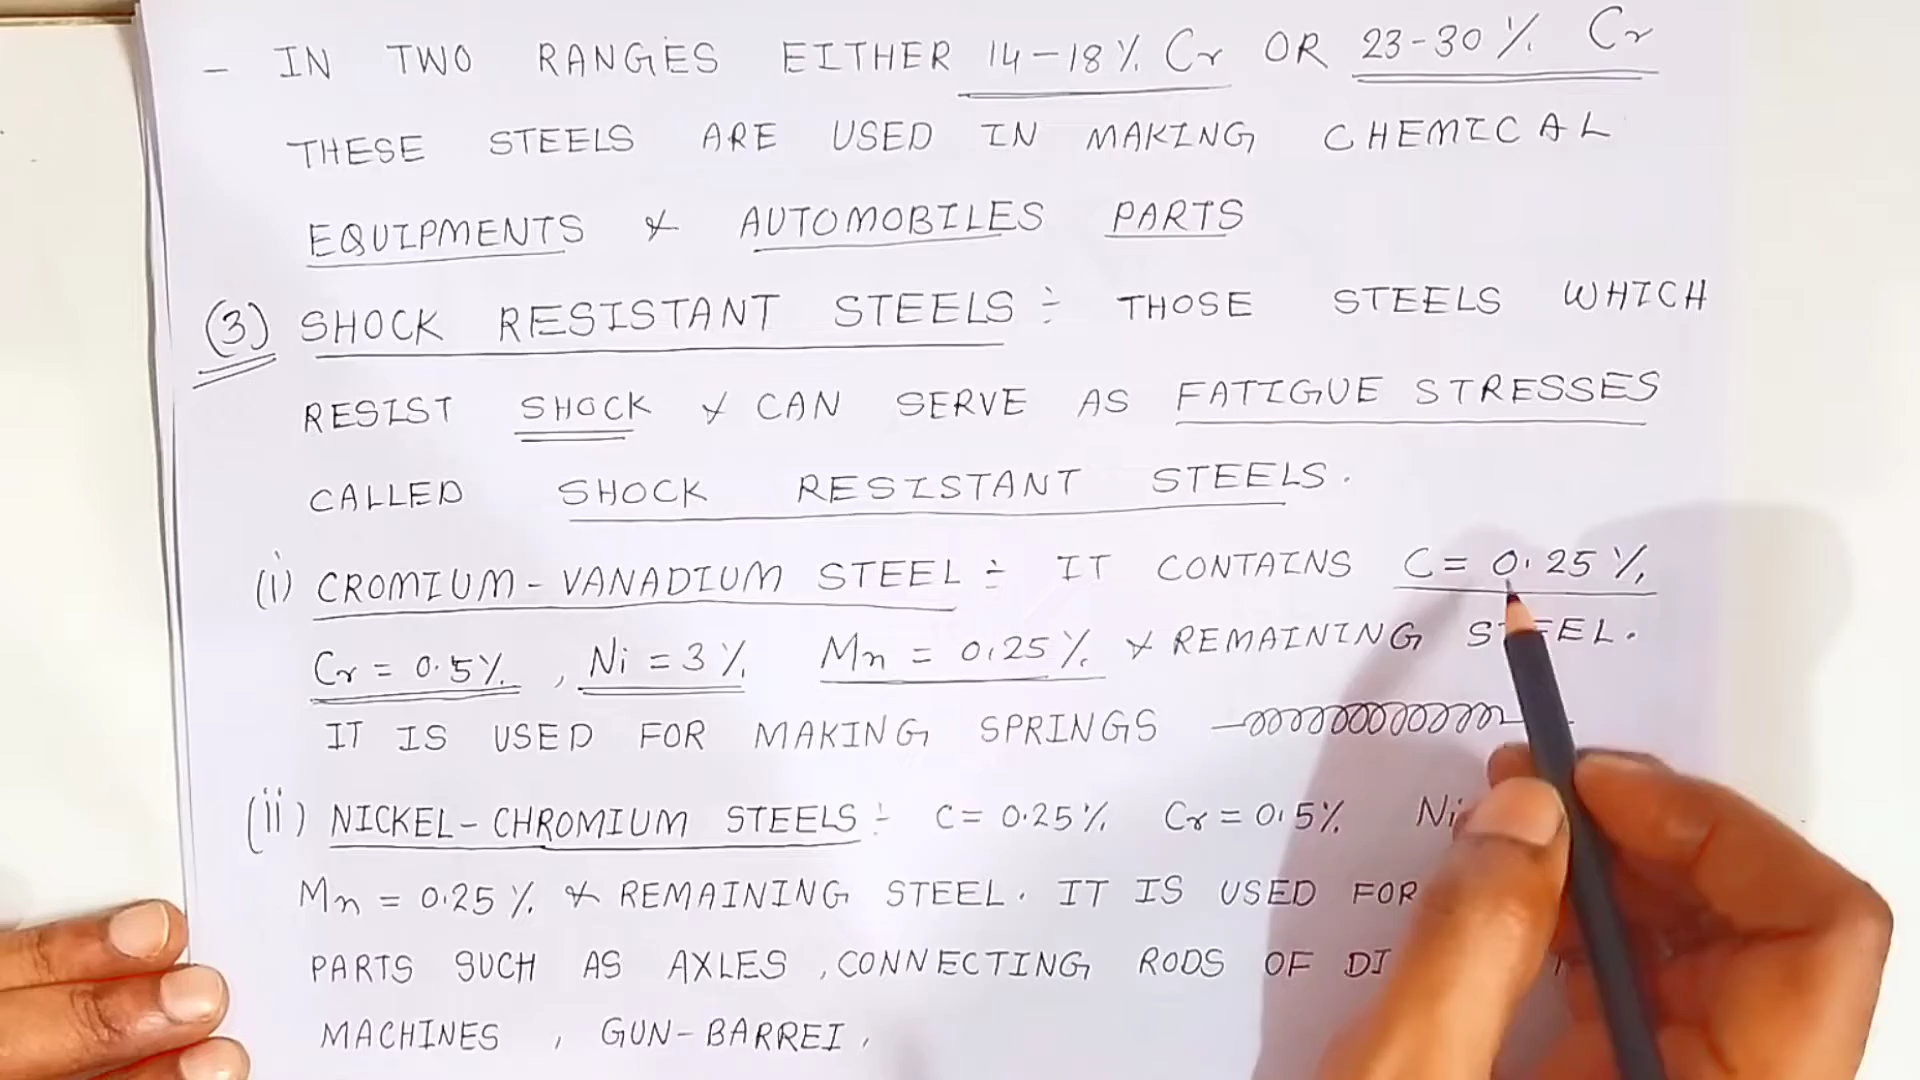 - IN TWO RANGES EITHER 14-18% Cr OR 23-30% Cr
THESE STEELS ARE USED IN MAKING CHEMICAL
EQUIPMENTS & AUTOMOBILES PARTS
(3) SHOCK RESISTANT STEELS ÷ THOSE STEELS WHICH
RESIST SHOCK & CAN SERVE AS FATIGUE STRESSES
CALLED SHOCK RESISTANT STEELS.
(i) CROMIUM-VANADIUM STEEL ÷ IT CONTAINS C = 0.25%
Cr = 0.5%, Ni = 3% Mn = 0.25% & REMAINING STEEL.
IT IS USED FOR MAKING SPRINGS
(ii) NICKEL-CHROMIUM STEELS ÷ C = 0.25% Cr = 0.5% Ni
Mn = 0.25% & REMAINING STEEL. IT IS USED FOR
PARTS SUCH AS AXLES, CONNECTING RODS OF
MACHINES, GUN-BARREl,